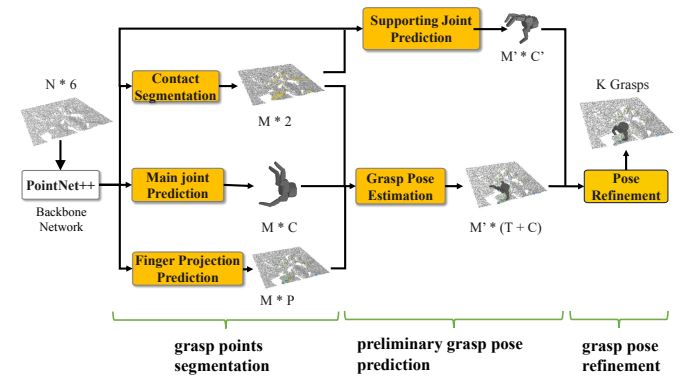 N * 6
PointNet++
Backbone
Network
Contact
Segmentation
M * 2
Main joint
Prediction
M * C
Finger Projection
Prediction
M * P
Supporting Joint
Prediction
M' * C'
Grasp Pose
Estimation
M' * (T + C)
K Grasps
Pose
Refinement
grasp points
segmentation
preliminary grasp pose
prediction
grasp pose
refinement